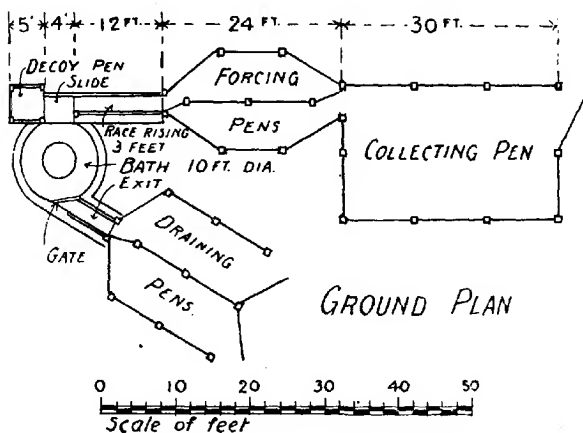 5' 4' 12 FT. 24 FT. 30 FT.
DECOY PEN
SLIDE
FORCING
PENS
RACE RISING
3 FEET
COLLECTING PEN
BATH 10 FT. DIA.
EXIT
GATE
DRAINING
PENS.
GROUND PLAN
0 10 20 30 40 50
Scale of feet